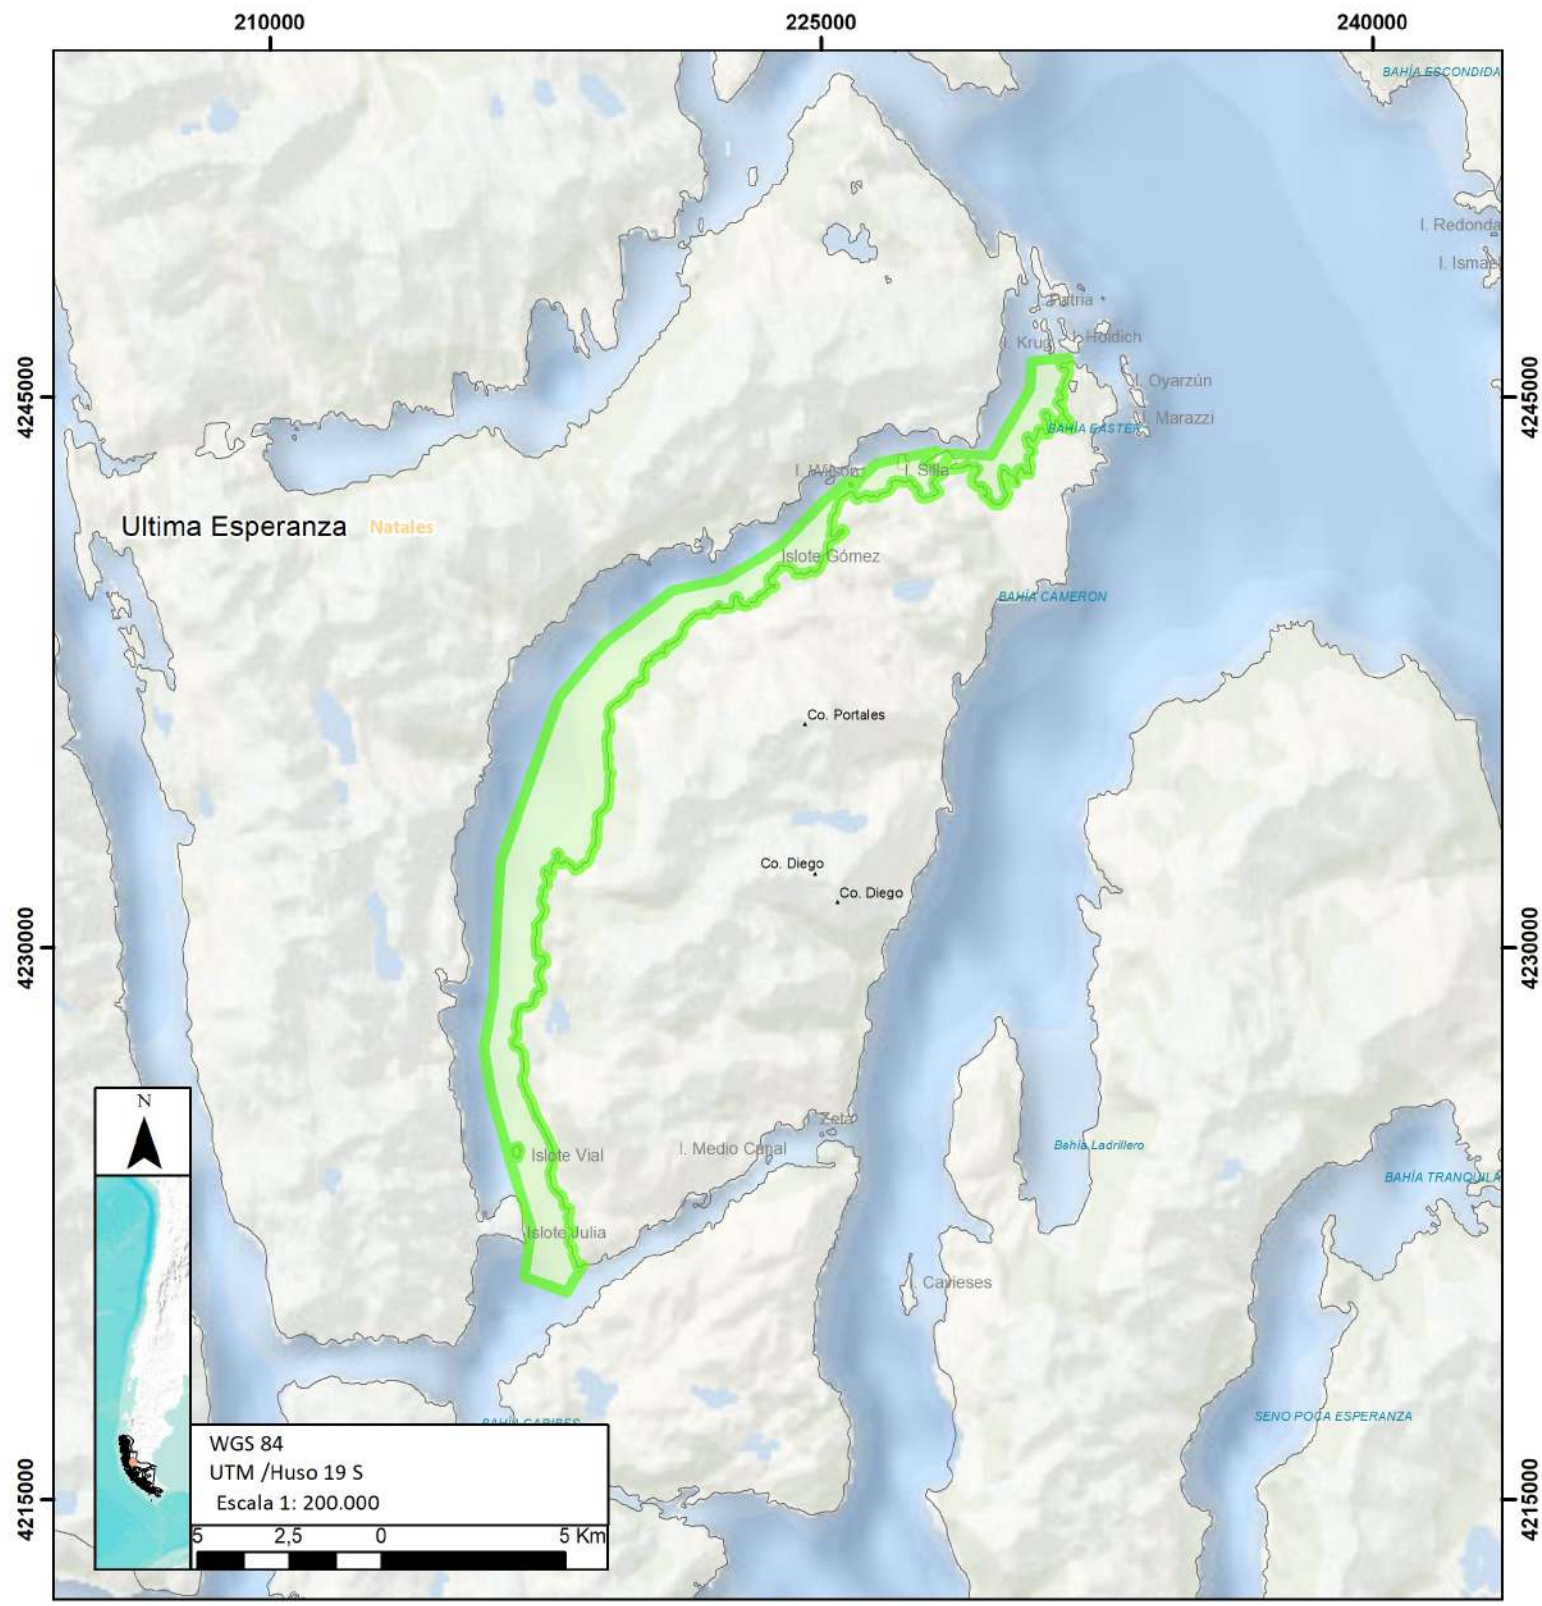 210000
225000
240000
BAHÍA ESCONDIDA
I. Redonda
I. Ismael
I. Patria
I. Holdich
I. Krug
4245000
I. Oyarzún
4245000
I. Marazzi
BAHÍA EASTER
I. Wilson
I. Silla
Ultima Esperanza
Natales
Islote Gómez
BAHÍA CAMERON
Co. Portales
Co. Diego
Co. Diego
4230000
4230000
N
I. Zeta
I. Medio Canal
Islote Vial
Bahía Ladrillero
BAHÍA TRANQUILA
Islote Julia
I. Cavieses
BAHÍA CARIBES
SENO POCA ESPERANZA
WGS 84
UTM /Huso 19 S
Escala 1: 200.000
4215000
4215000
5 2,5 0 5 Km